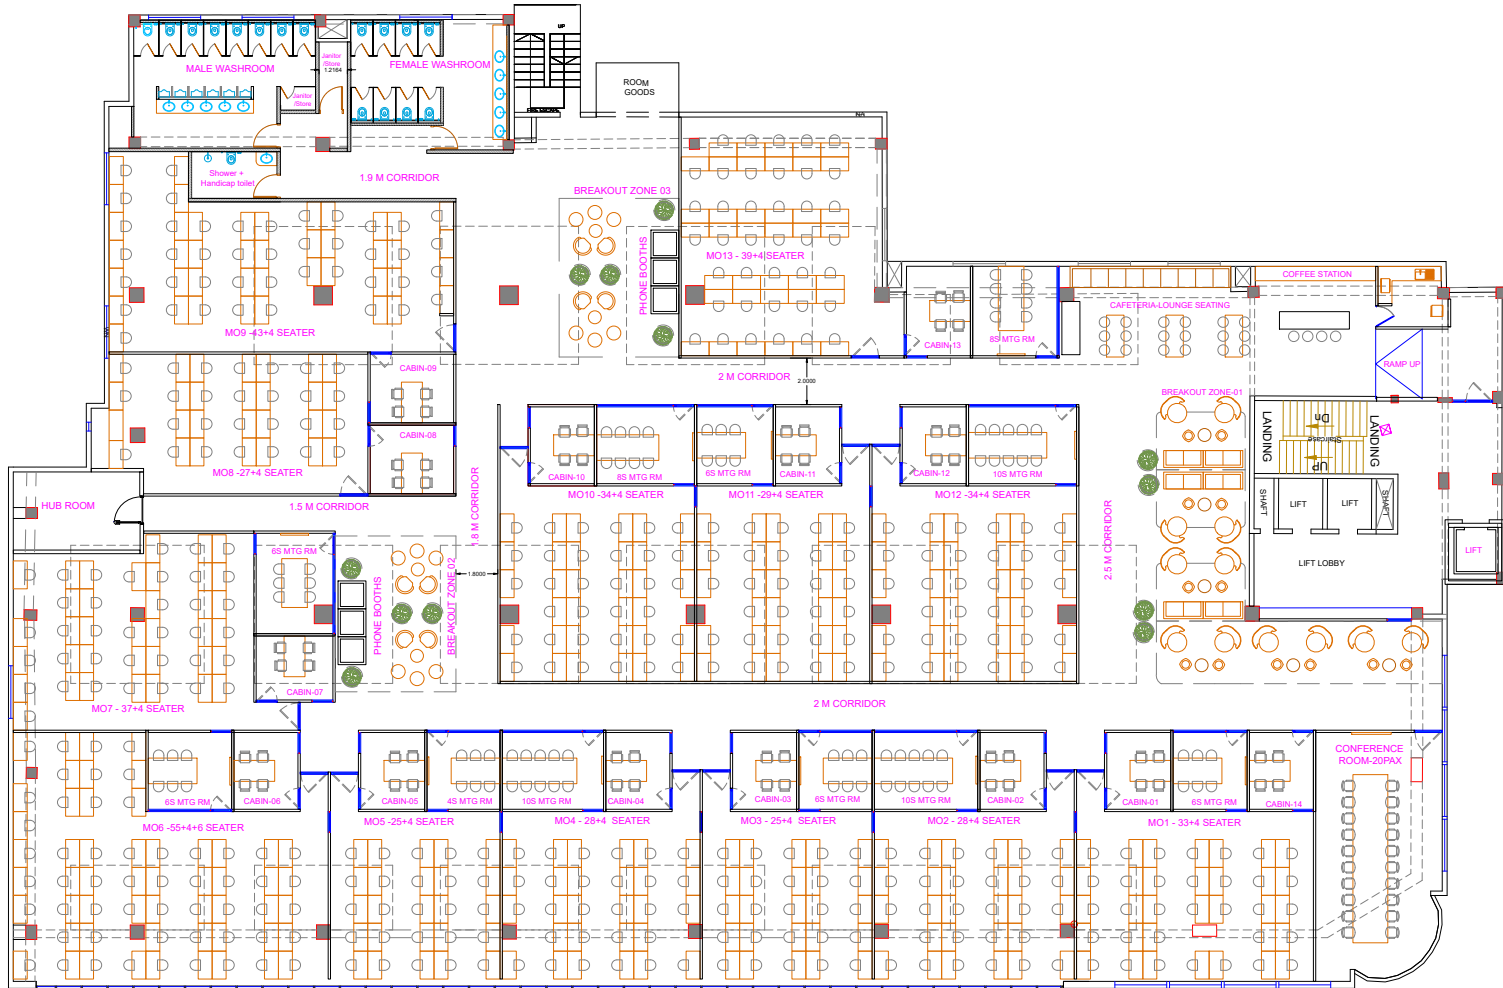 UP
Janitor
/Store
1.2164
MALE WASHROOM
FEMALE WASHROOM
ROOM
GOODS
Janitor
/Store
Shower +
Handicap toilet
1.9 M CORRIDOR
BREAKOUT ZONE 03
PHONE BOOTHS
MO13 - 39+4 SEATER
COFFEE STATION
CAFETERIA-LOUNGE SEATING
MO9 -43+4 SEATER
CABIN-13
8S MTG RM
CABIN-09
2 M CORRIDOR
2.0000
RAMP UP
BREAKOUT ZONE-01
CABIN-08
LANDING
Dn
Staircase
UP
LANDING
MO8 -27+4 SEATER
CABIN-10
8S MTG RM
6S MTG RM
CABIN-11
CABIN-12
10S MTG RM
MO10 -34+4 SEATER
MO11 -29+4 SEATER
MO12 -34+4 SEATER
HUB ROOM
1.5 M CORRIDOR
1.8 M CORRIDOR
2.5 M CORRIDOR
SHAFT
LIFT
LIFT
SHAFT
6S MTG RM
LIFT
LIFT LOBBY
1.8000
PHONE BOOTHS
BREAKOUT ZONE 02
CABIN-07
MO7 - 37+4 SEATER
2 M CORRIDOR
CONFERENCE
ROOM-20PAX
6S MTG RM
CABIN-06
CABIN-05
4S MTG RM
10S MTG RM
CABIN-04
CABIN-03
6S MTG RM
10S MTG RM
CABIN-02
CABIN-01
6S MTG RM
CABIN-14
MO6 -55+4+6 SEATER
MO5 -25+4 SEATER
MO4 - 28+4 SEATER
MO3 - 25+4 SEATER
MO2 - 28+4 SEATER
MO1 - 33+4 SEATER